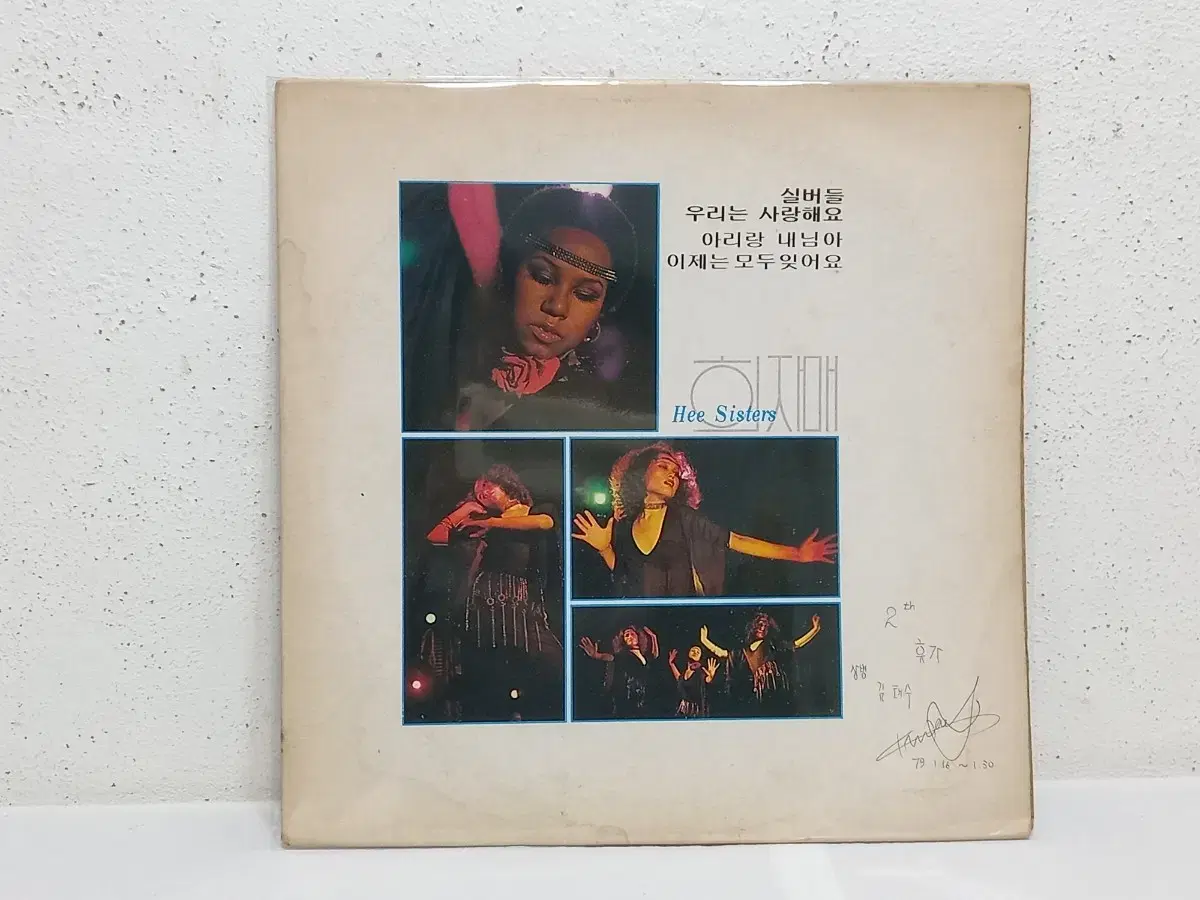 실버들
우리는 사랑해요
아리랑 내님아
이제는 모두 잊어요
희자매
Hee Sisters
2th
휴가
상병
김태수
79 1.16 ~ 1.30